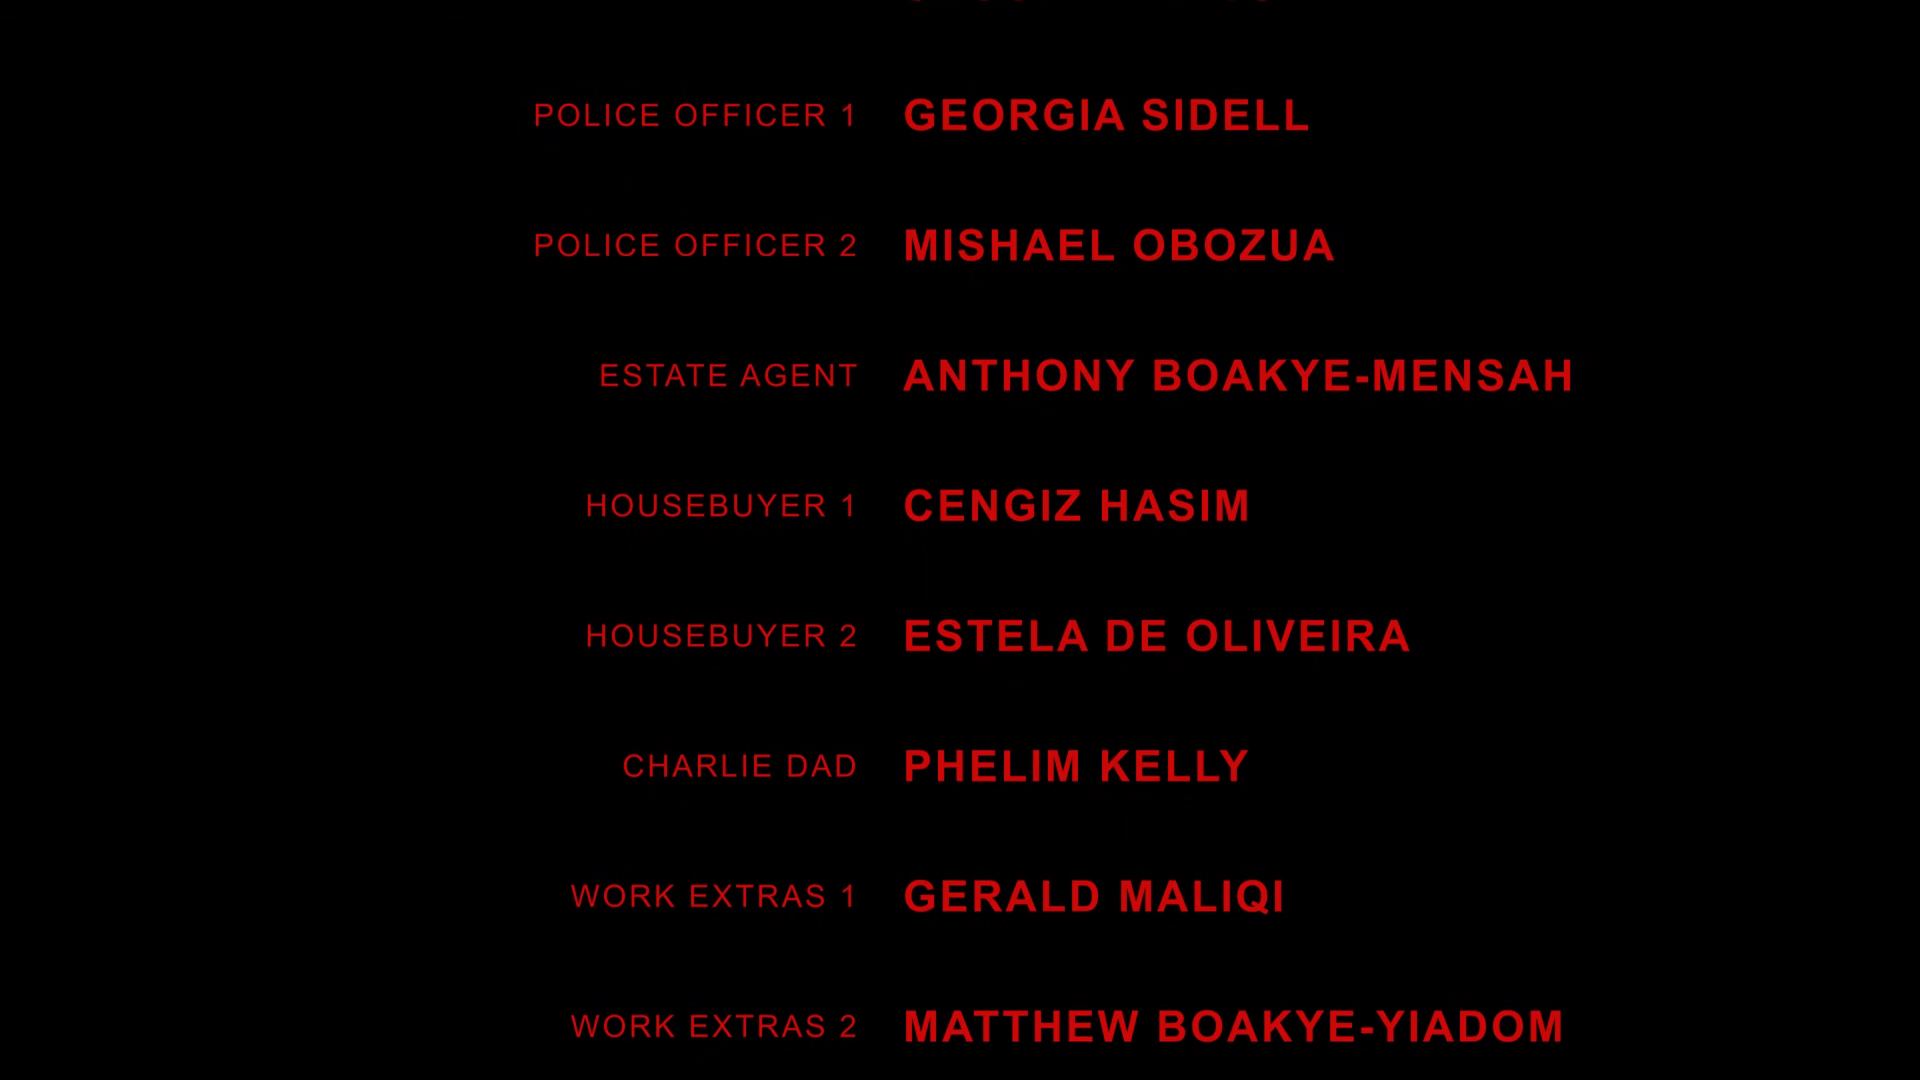 POLICE OFFICER 1 GEORGIA SIDELL
POLICE OFFICER 2 MISHAEL OBOZUA
ESTATE AGENT ANTHONY BOAKYE-MENSAH
HOUSEBUYER 1 CENGIZ HASIM
HOUSEBUYER 2 ESTELA DE OLIVEIRA
CHARLIE DAD PHELIM KELLY
WORK EXTRAS 1 GERALD MALIQI
WORK EXTRAS 2 MATTHEW BOAKYE-YIADOM